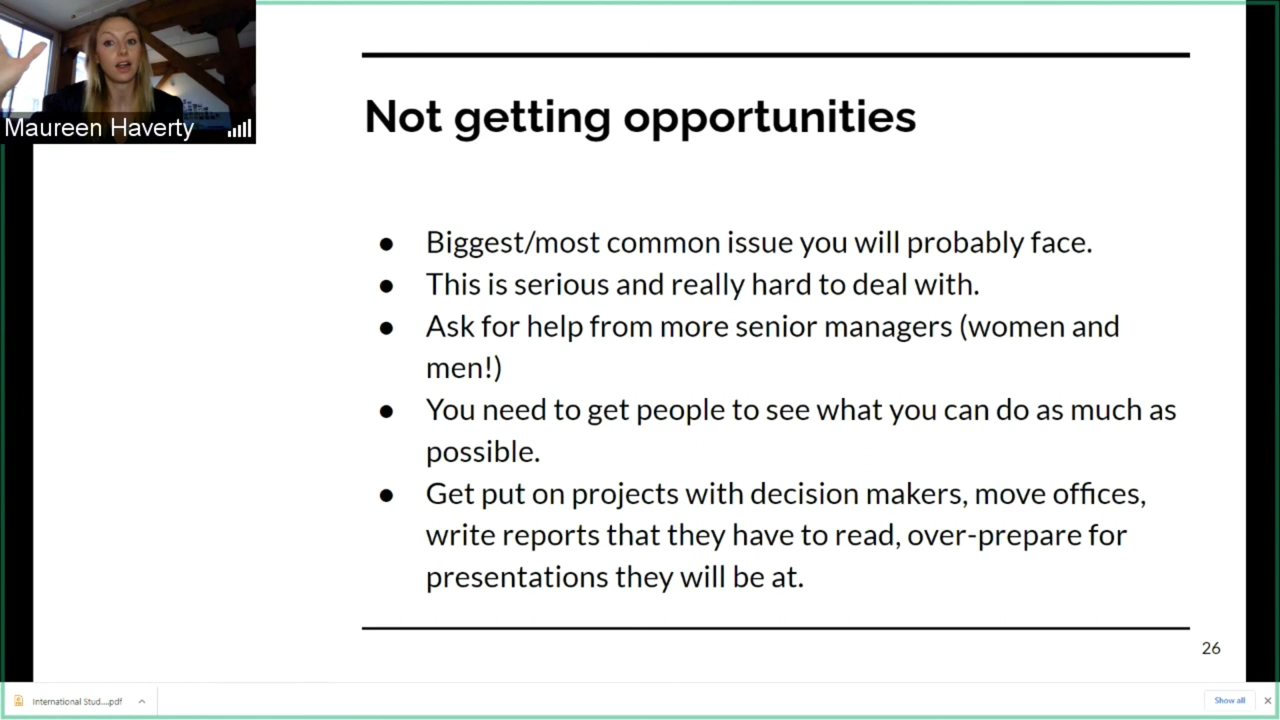 Maureen Haverty
Not getting opportunities
● Biggest/most common issue you will probably face.
● This is serious and really hard to deal with.
● Ask for help from more senior managers (women and
men!)
● You need to get people to see what you can do as much as
possible.
● Get put on projects with decision makers, move offices,
write reports that they have to read, over-prepare for
presentations they will be at.
26
International Stud....pdf
Show all